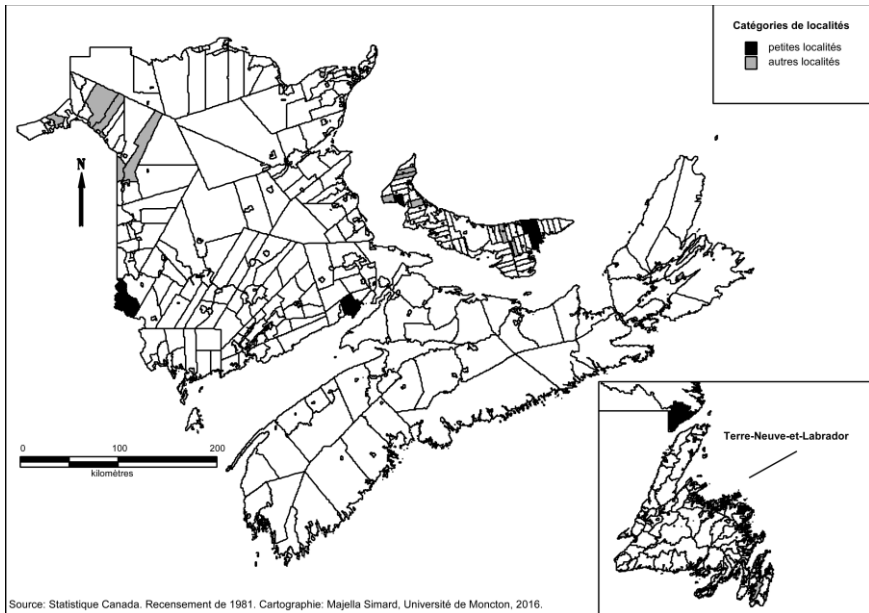 Catégories de localités
petites localités
autres localités
N
0 100 200
kilomètres
Terre-Neuve-et-Labrador
Source: Statistique Canada. Recensement de 1981. Cartographie: Majella Simard, Université de Moncton, 2016.